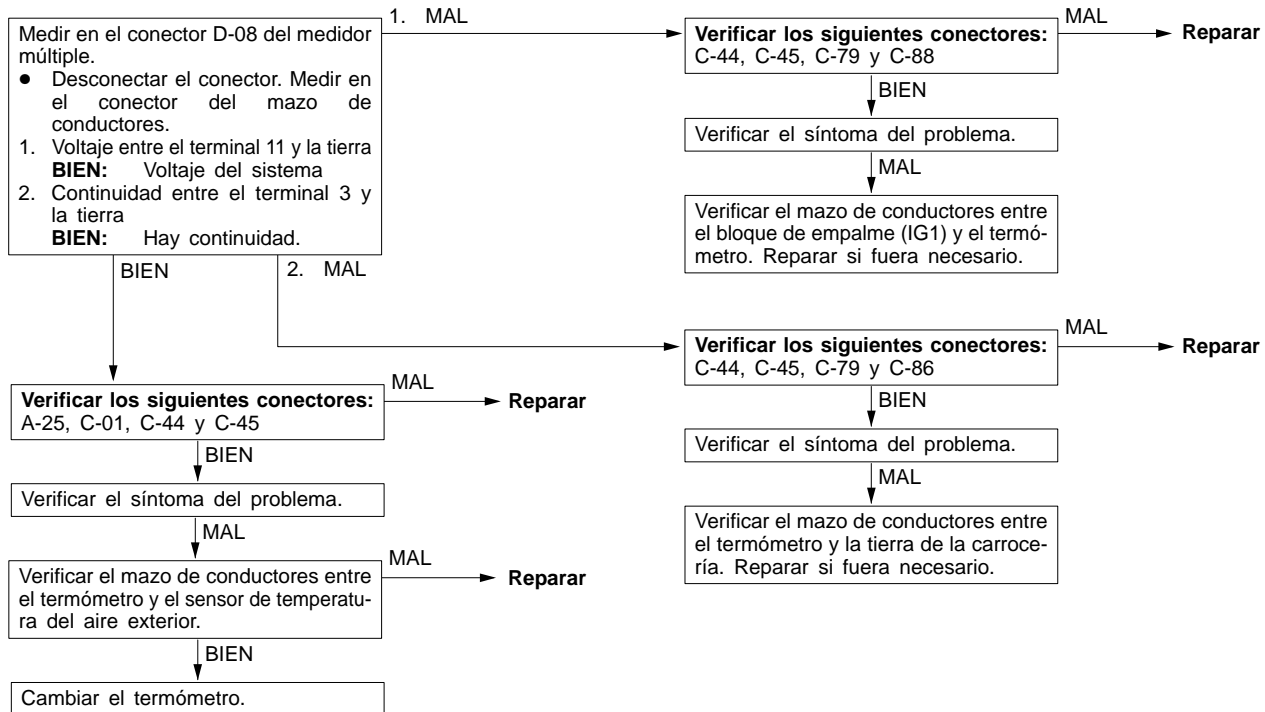 Medir en el conector D-08 del medidor
múltiple.
● Desconectar el conector. Medir en
el conector del mazo de
conductores.
1. Voltaje entre el terminal 11 y la tierra
BIEN: Voltaje del sistema
2. Continuidad entre el terminal 3 y
la tierra
BIEN: Hay continuidad.
1. MAL
Verificar los siguientes conectores:
C-44, C-45, C-79 y C-88
MAL
Reparar
BIEN
Verificar el síntoma del problema.
MAL
Verificar el mazo de conductores entre
el bloque de empalme (IG1) y el termó-
metro. Reparar si fuera necesario.
BIEN
2. MAL
Verificar los siguientes conectores:
C-44, C-45, C-79 y C-86
MAL
Reparar
BIEN
Verificar el síntoma del problema.
MAL
Verificar el mazo de conductores entre
el termómetro y la tierra de la carroce-
ría. Reparar si fuera necesario.
Verificar los siguientes conectores:
A-25, C-01, C-44 y C-45
MAL
Reparar
BIEN
Verificar el síntoma del problema.
MAL
Verificar el mazo de conductores entre
el termómetro y el sensor de temperatu-
ra del aire exterior.
MAL
Reparar
BIEN
Cambiar el termómetro.